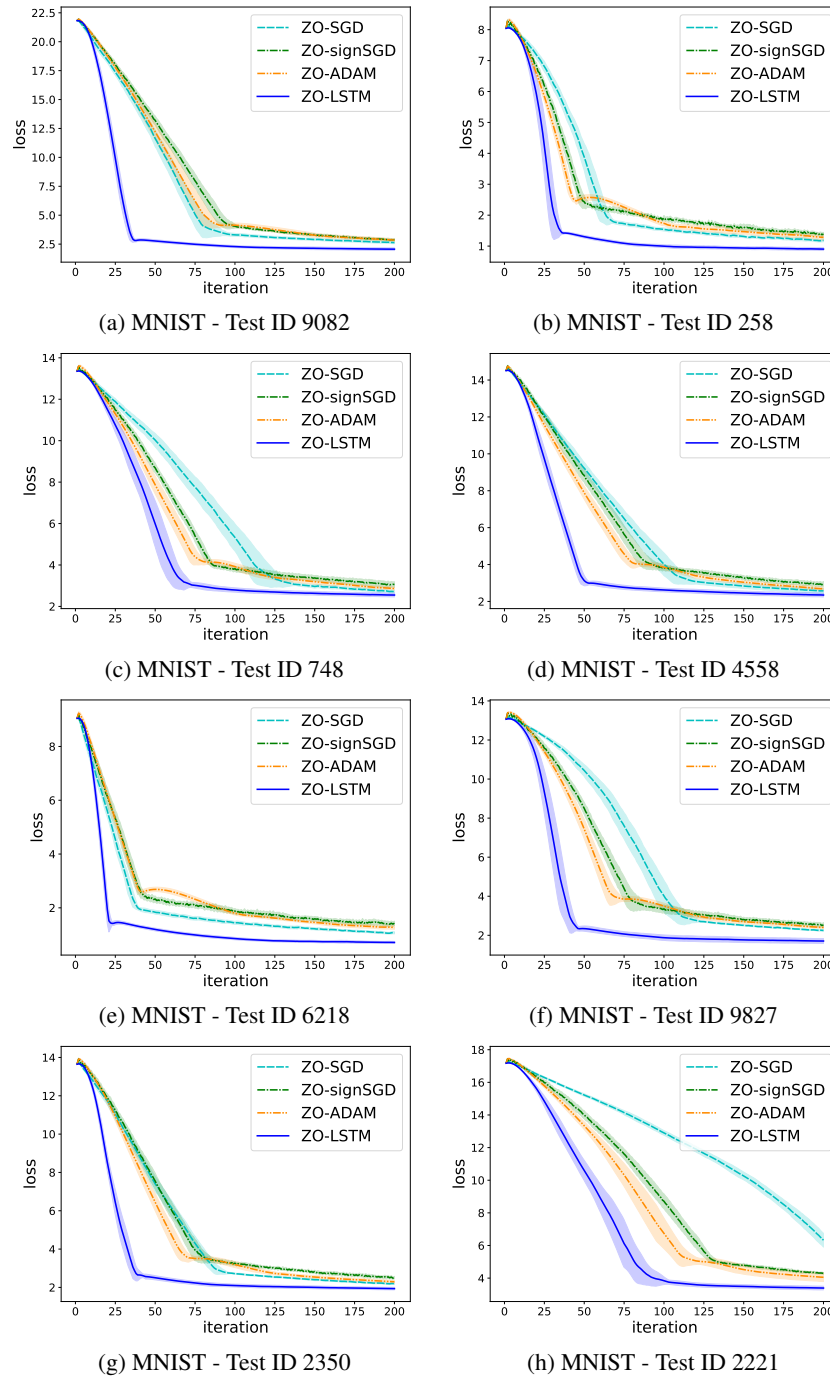 22.5
20.0
17.5
15.0
12.5
10.0
7.5
5.0
2.5
loss
0 25 50 75 100 125 150 175 200
iteration
ZO-SGD
ZO-signSGD
ZO-ADAM
ZO-LSTM
(a) MNIST - Test ID 9082
8
7
6
5
4
3
2
1
loss
0 25 50 75 100 125 150 175 200
iteration
ZO-SGD
ZO-signSGD
ZO-ADAM
ZO-LSTM
(b) MNIST - Test ID 258
14
12
10
8
6
4
2
loss
0 25 50 75 100 125 150 175 200
iteration
ZO-SGD
ZO-signSGD
ZO-ADAM
ZO-LSTM
(c) MNIST - Test ID 748
14
12
10
8
6
4
2
loss
0 25 50 75 100 125 150 175 200
iteration
ZO-SGD
ZO-signSGD
ZO-ADAM
ZO-LSTM
(d) MNIST - Test ID 4558
8
6
4
2
loss
0 25 50 75 100 125 150 175 200
iteration
ZO-SGD
ZO-signSGD
ZO-ADAM
ZO-LSTM
(e) MNIST - Test ID 6218
14
12
10
8
6
4
2
loss
0 25 50 75 100 125 150 175 200
iteration
ZO-SGD
ZO-signSGD
ZO-ADAM
ZO-LSTM
(f) MNIST - Test ID 9827
14
12
10
8
6
4
2
loss
0 25 50 75 100 125 150 175 200
iteration
ZO-SGD
ZO-signSGD
ZO-ADAM
ZO-LSTM
(g) MNIST - Test ID 2350
18
16
14
12
10
8
6
4
loss
0 25 50 75 100 125 150 175 200
iteration
ZO-SGD
ZO-signSGD
ZO-ADAM
ZO-LSTM
(h) MNIST - Test ID 2221